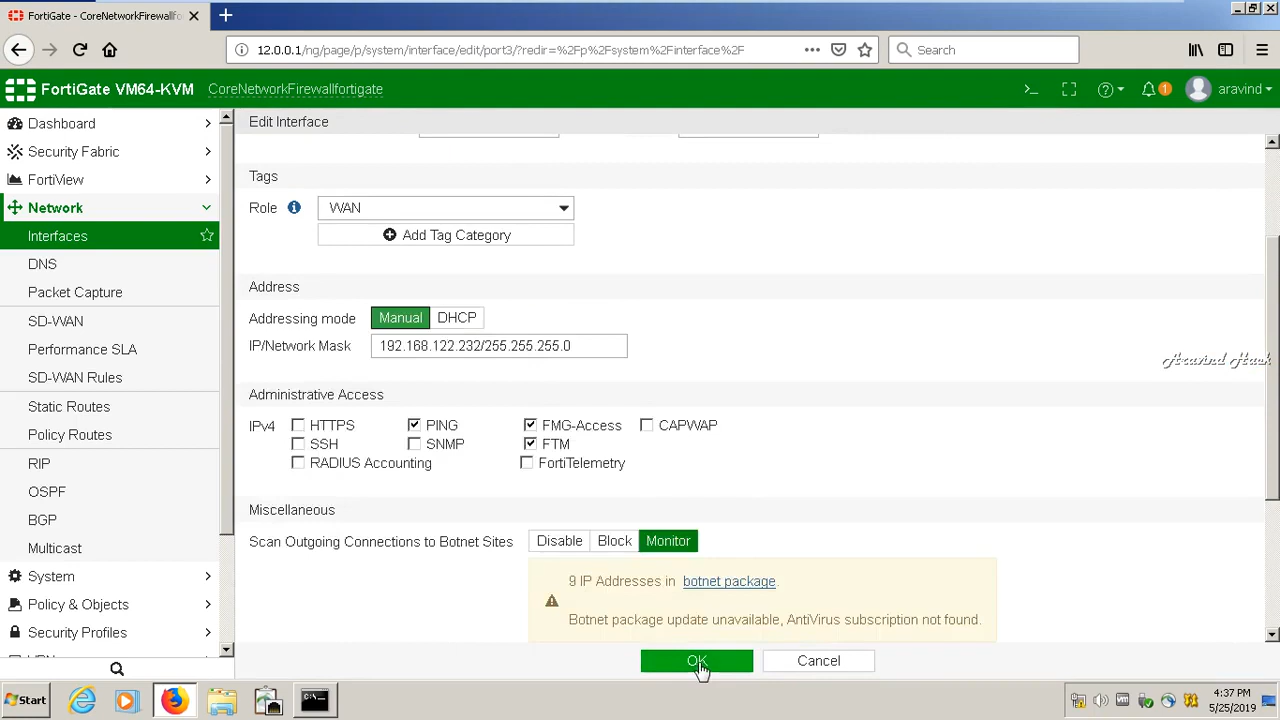 FortiGate - CoreNetworkFirewallfor
12.0.0.1/ng/page/p/system/interface/edit/port3/?redir=%2Fp%2Fsystem%2Finterface%2F
Search
FortiGate VM64-KVM
CoreNetworkFirewallfortigate
1
aravind
Dashboard
Security Fabric
FortiView
Network
Interfaces
DNS
Packet Capture
SD-WAN
Performance SLA
SD-WAN Rules
Static Routes
Policy Routes
RIP
OSPF
BGP
Multicast
System
Policy & Objects
Security Profiles
Edit Interface
Tags
Role WAN
Add Tag Category
Address
Addressing mode Manual DHCP
IP/Network Mask 192.168.122.232/255.255.255.0
Aravind Hask
Administrative Access
IPv4 HTTPS PING FMG-Access CAPWAP
SSH SNMP FTM
RADIUS Accounting FortiTelemetry
Miscellaneous
Scan Outgoing Connections to Botnet Sites Disable Block Monitor
9 IP Addresses in botnet package.
Botnet package update unavailable, AntiVirus subscription not found.
OK Cancel
Start
4:37 PM
5/25/2019